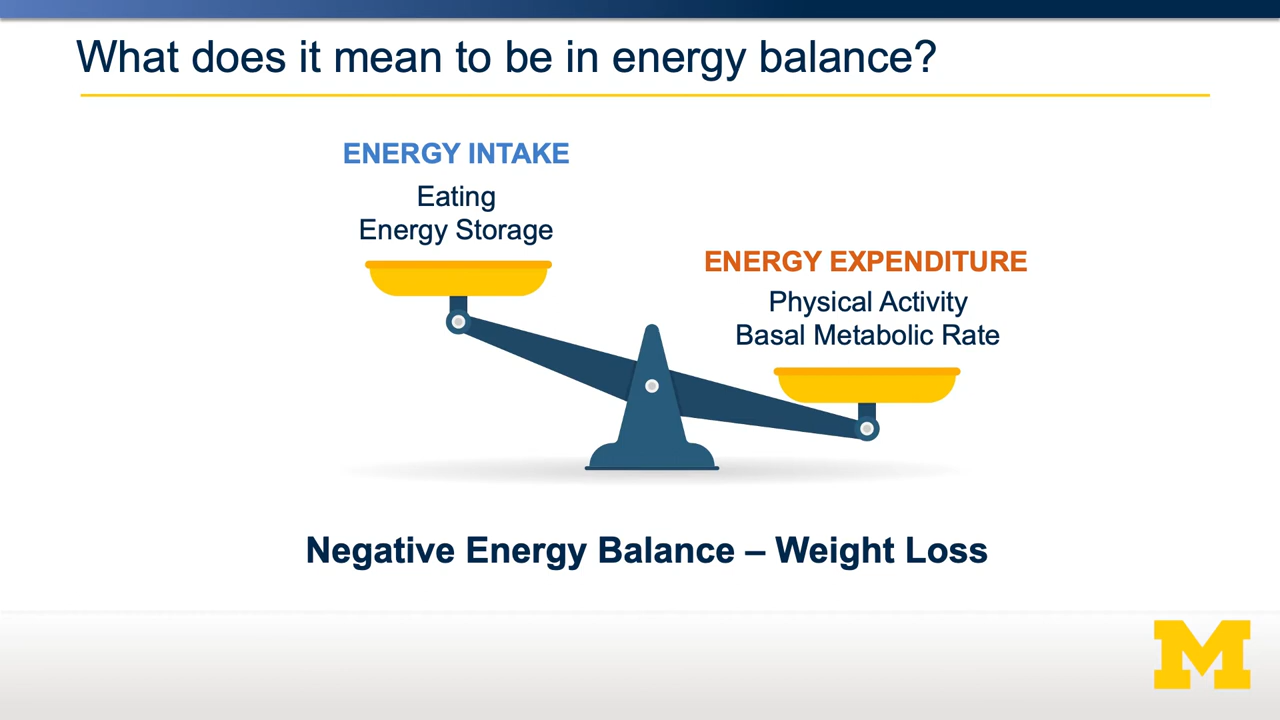 What does it mean to be in energy balance?
ENERGY INTAKE
Eating
Energy Storage
ENERGY EXPENDITURE
Physical Activity
Basal Metabolic Rate
Negative Energy Balance – Weight Loss
M